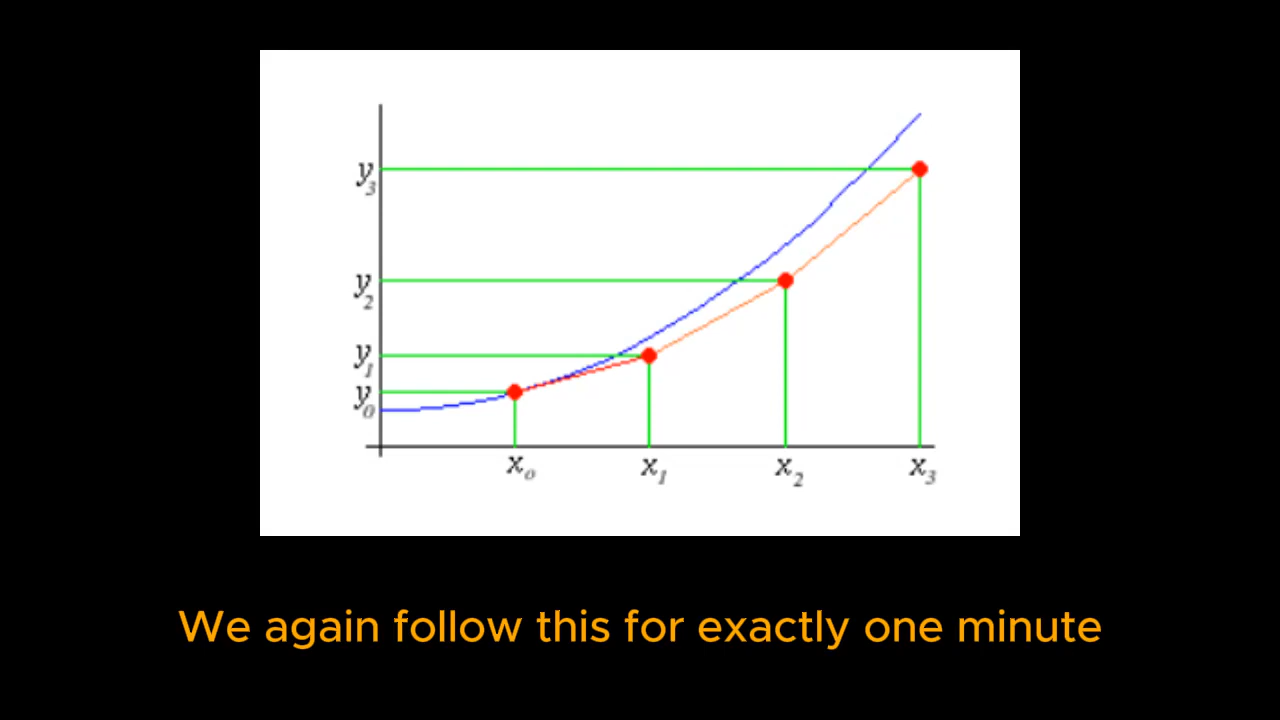 y₃
y₂
y₁
y₀
x₀ x₁ x₂ x₃
We again follow this for exactly one minute